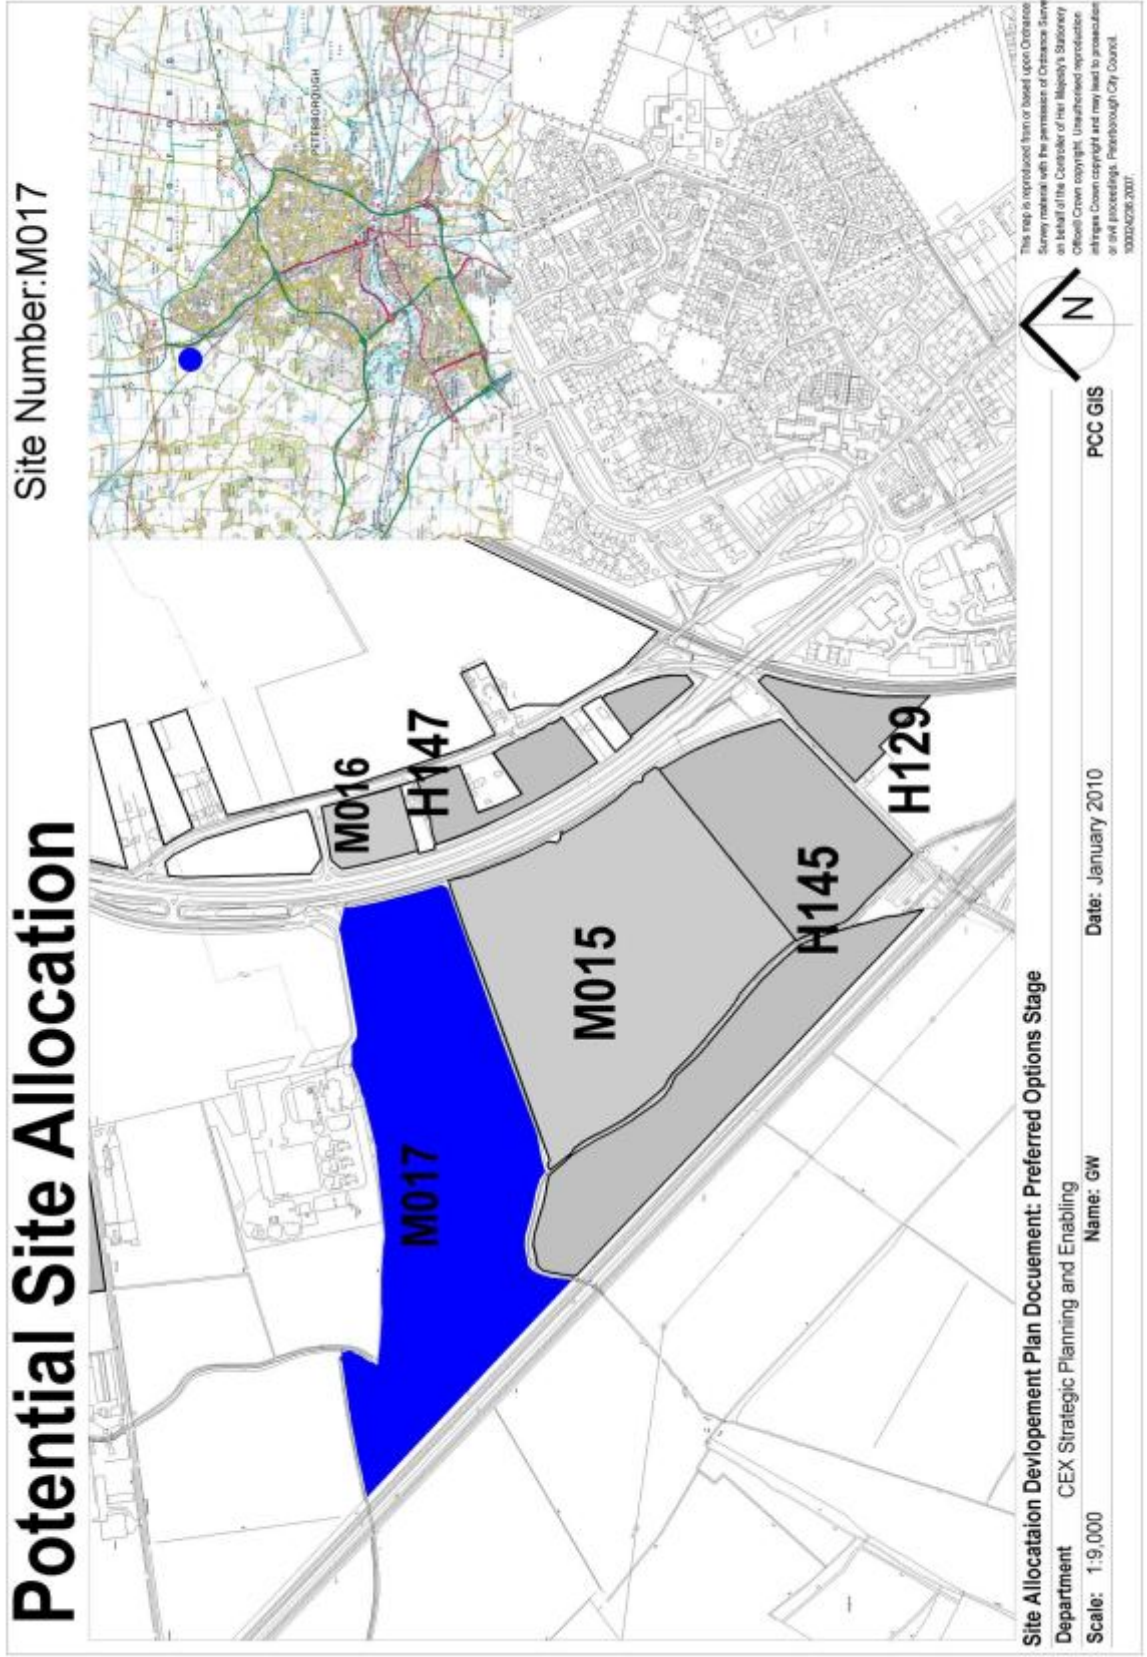 Potential Site Allocation
Site Number:M017
PETERBOROUGH
M016
H147
M017
M015
H145
H129
Site Allocataion Devlopement Plan Docuement: Preferred Options Stage
Department CEX Strategic Planning and Enabling
Scale: 1:9,000
Name: GW
Date: January 2010
PCC GIS
N
This map is reproduced from or based upon Ordnance
Survey material with the permission of Ordnance Surve
on behalf of the Controller of Her Majesty's Stationery
Office© Crown copyright. Unauthorised reproduction
infringes Crown copyright and may lead to prosecution
or civil proceedings. Peterborough City Council.
100024236.2007.